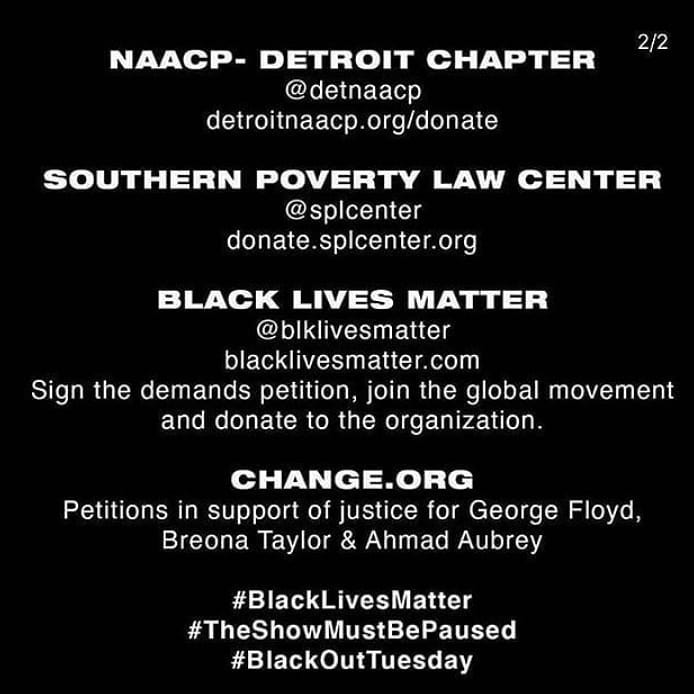 2/2
NAACP- DETROIT CHAPTER
@detnaacp
detroitnaacp.org/donate
SOUTHERN POVERTY LAW CENTER
@splcenter
donate.splcenter.org
BLACK LIVES MATTER
@blklivesmatter
blacklivesmatter.com
Sign the demands petition, join the global movement
and donate to the organization.
CHANGE.ORG
Petitions in support of justice for George Floyd,
Breona Taylor & Ahmad Aubrey
#BlackLivesMatter
#TheShowMustBePaused
#BlackOutTuesday